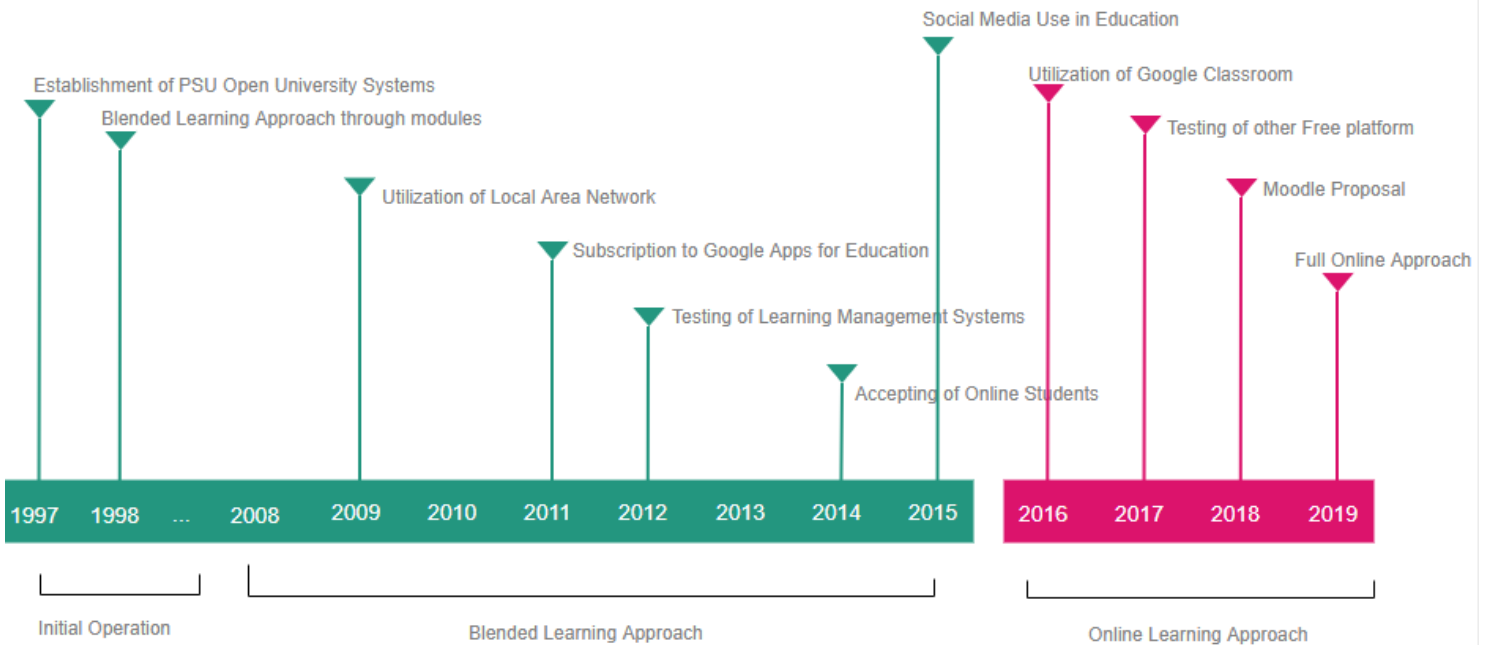 Social Media Use in Education
Utilization of Google Classroom
Establishment of PSU Open University Systems
Blended Learning Approach through modules
Testing of other Free platform
Utilization of Local Area Network
Moodle Proposal
Subscription to Google Apps for Education
Full Online Approach
Testing of Learning Management Systems
Accepting of Online Students
1997 1998 ... 2008 2009 2010 2011 2012 2013 2014 2015 2016 2017 2018 2019
Initial Operation
Blended Learning Approach
Online Learning Approach